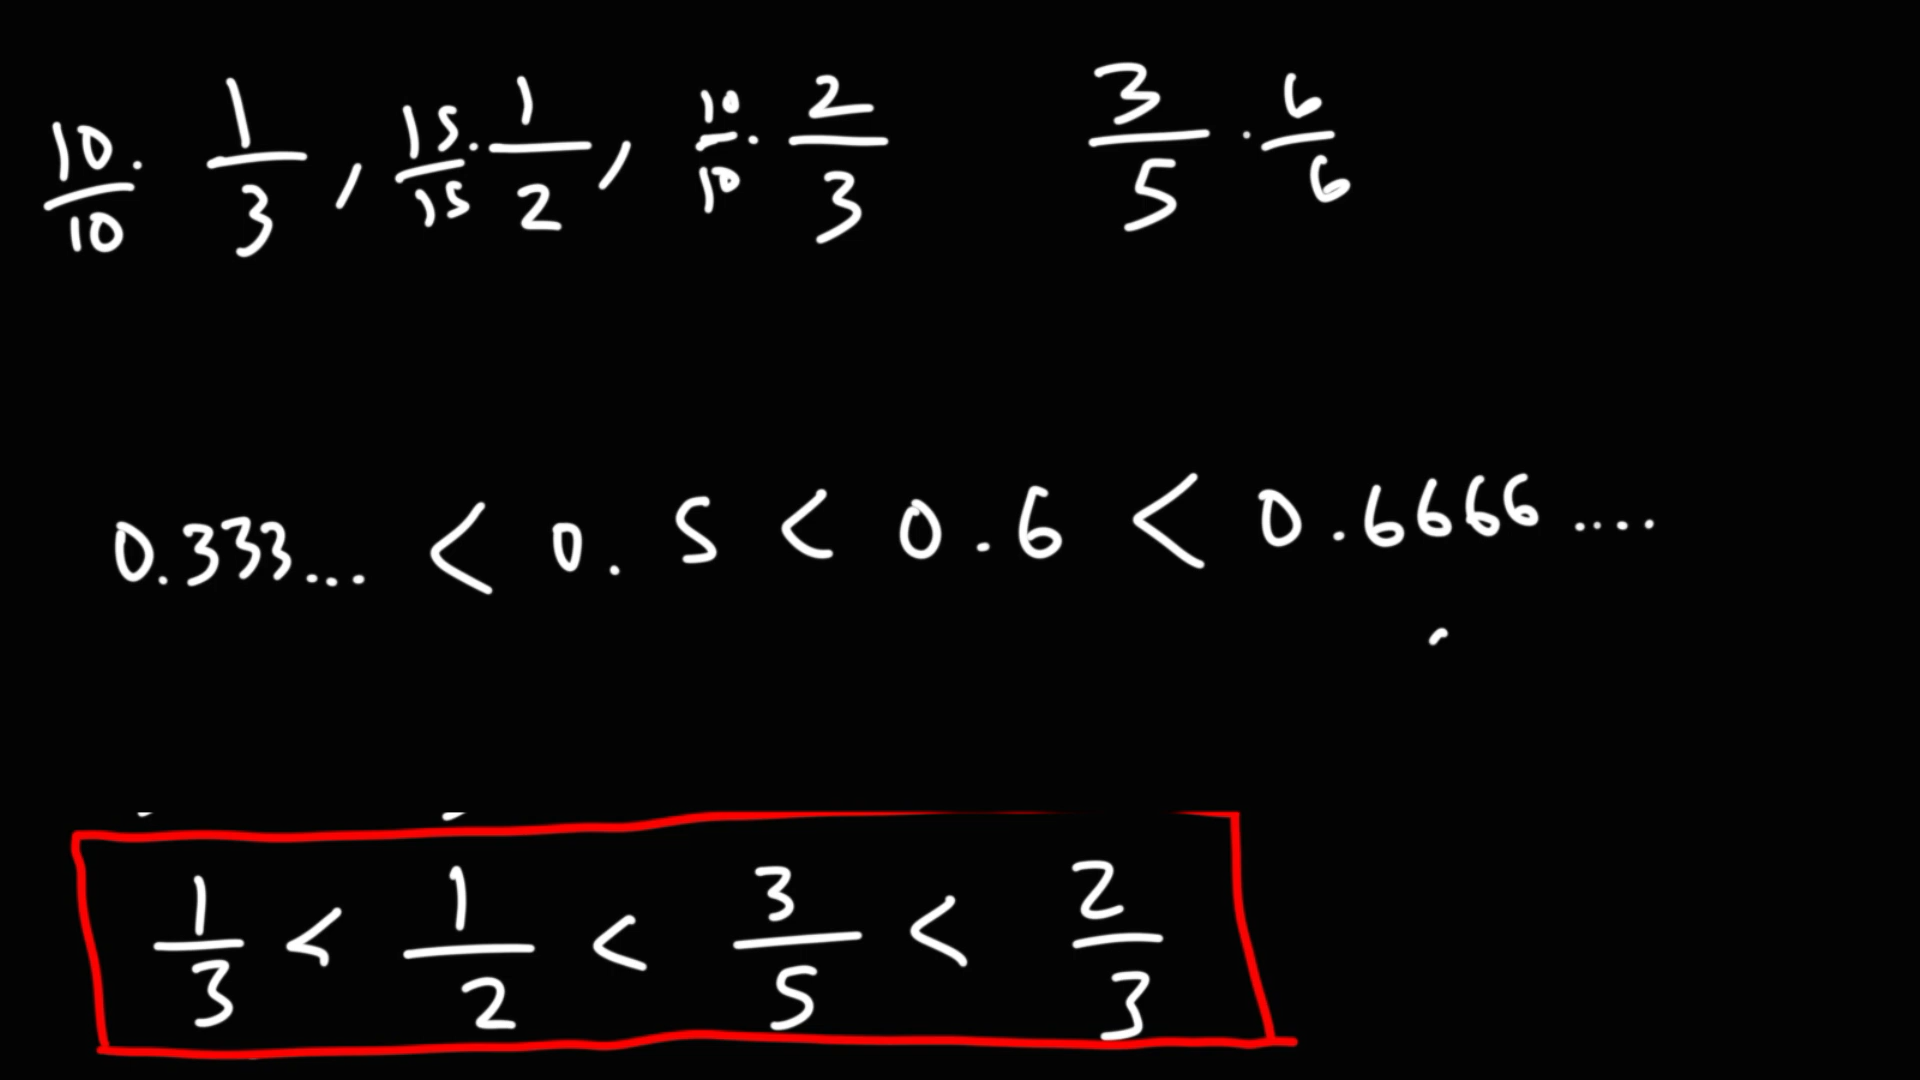 10/10 · 1/3 , 15/15 · 1/2 , 10/10 · 2/3 3/5 · 6/6
0.333... < 0.5 < 0.6 < 0.6666....
1/3 < 1/2 < 3/5 < 2/3